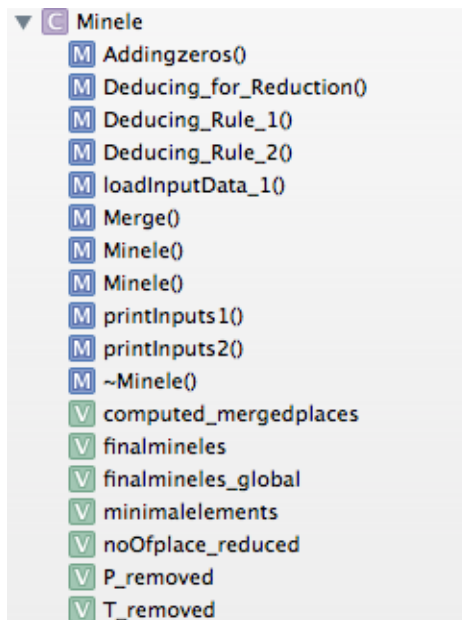 C Minele
M Addingzeros()
M Deducing_for_Reduction()
M Deducing_Rule_1()
M Deducing_Rule_2()
M loadInputData_1()
M Merge()
M Minele()
M Minele()
M printInputs1()
M printInputs2()
M ~Minele()
V computed_mergedplaces
V finalmineles
V finalmineles_global
V minimalelements
V noOfplace_reduced
V P_removed
V T_removed